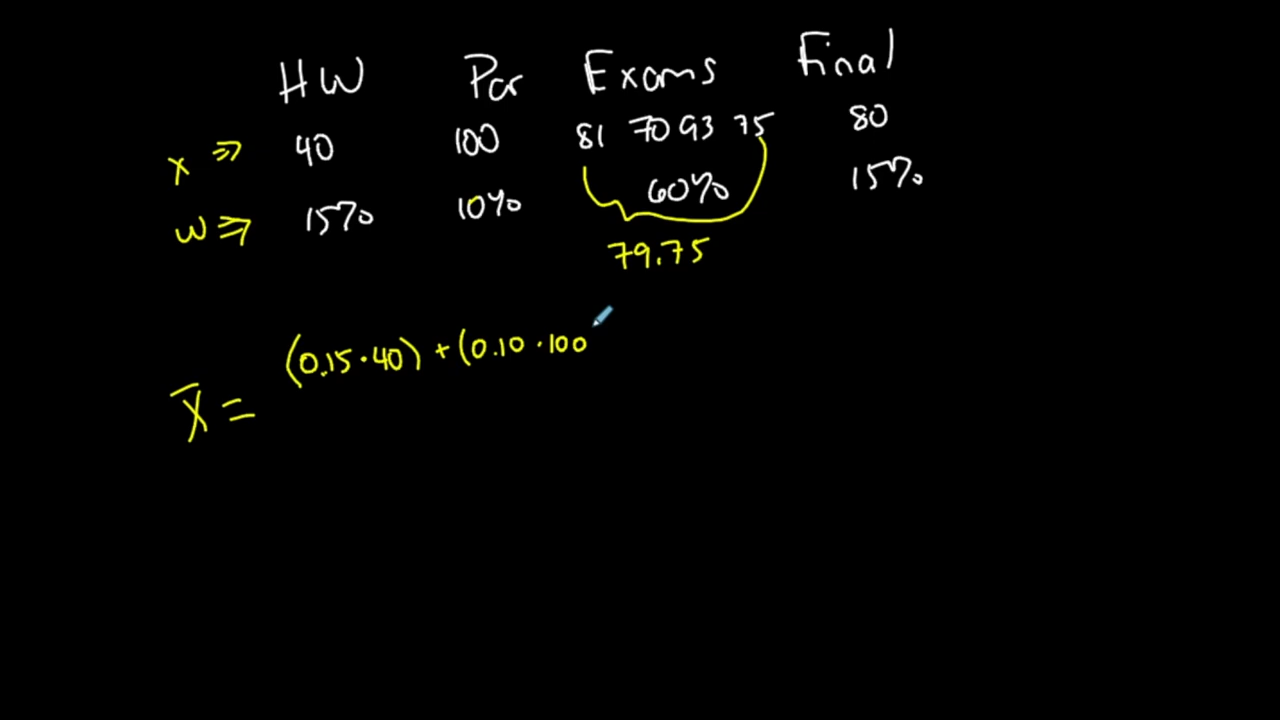 HW Par Exams Final
x ⇒ 40 100 81 70 93 75 80
w ⇒ 15% 10% 60% 15%
79.75
x̄ = (0.15·40) + (0.10·100